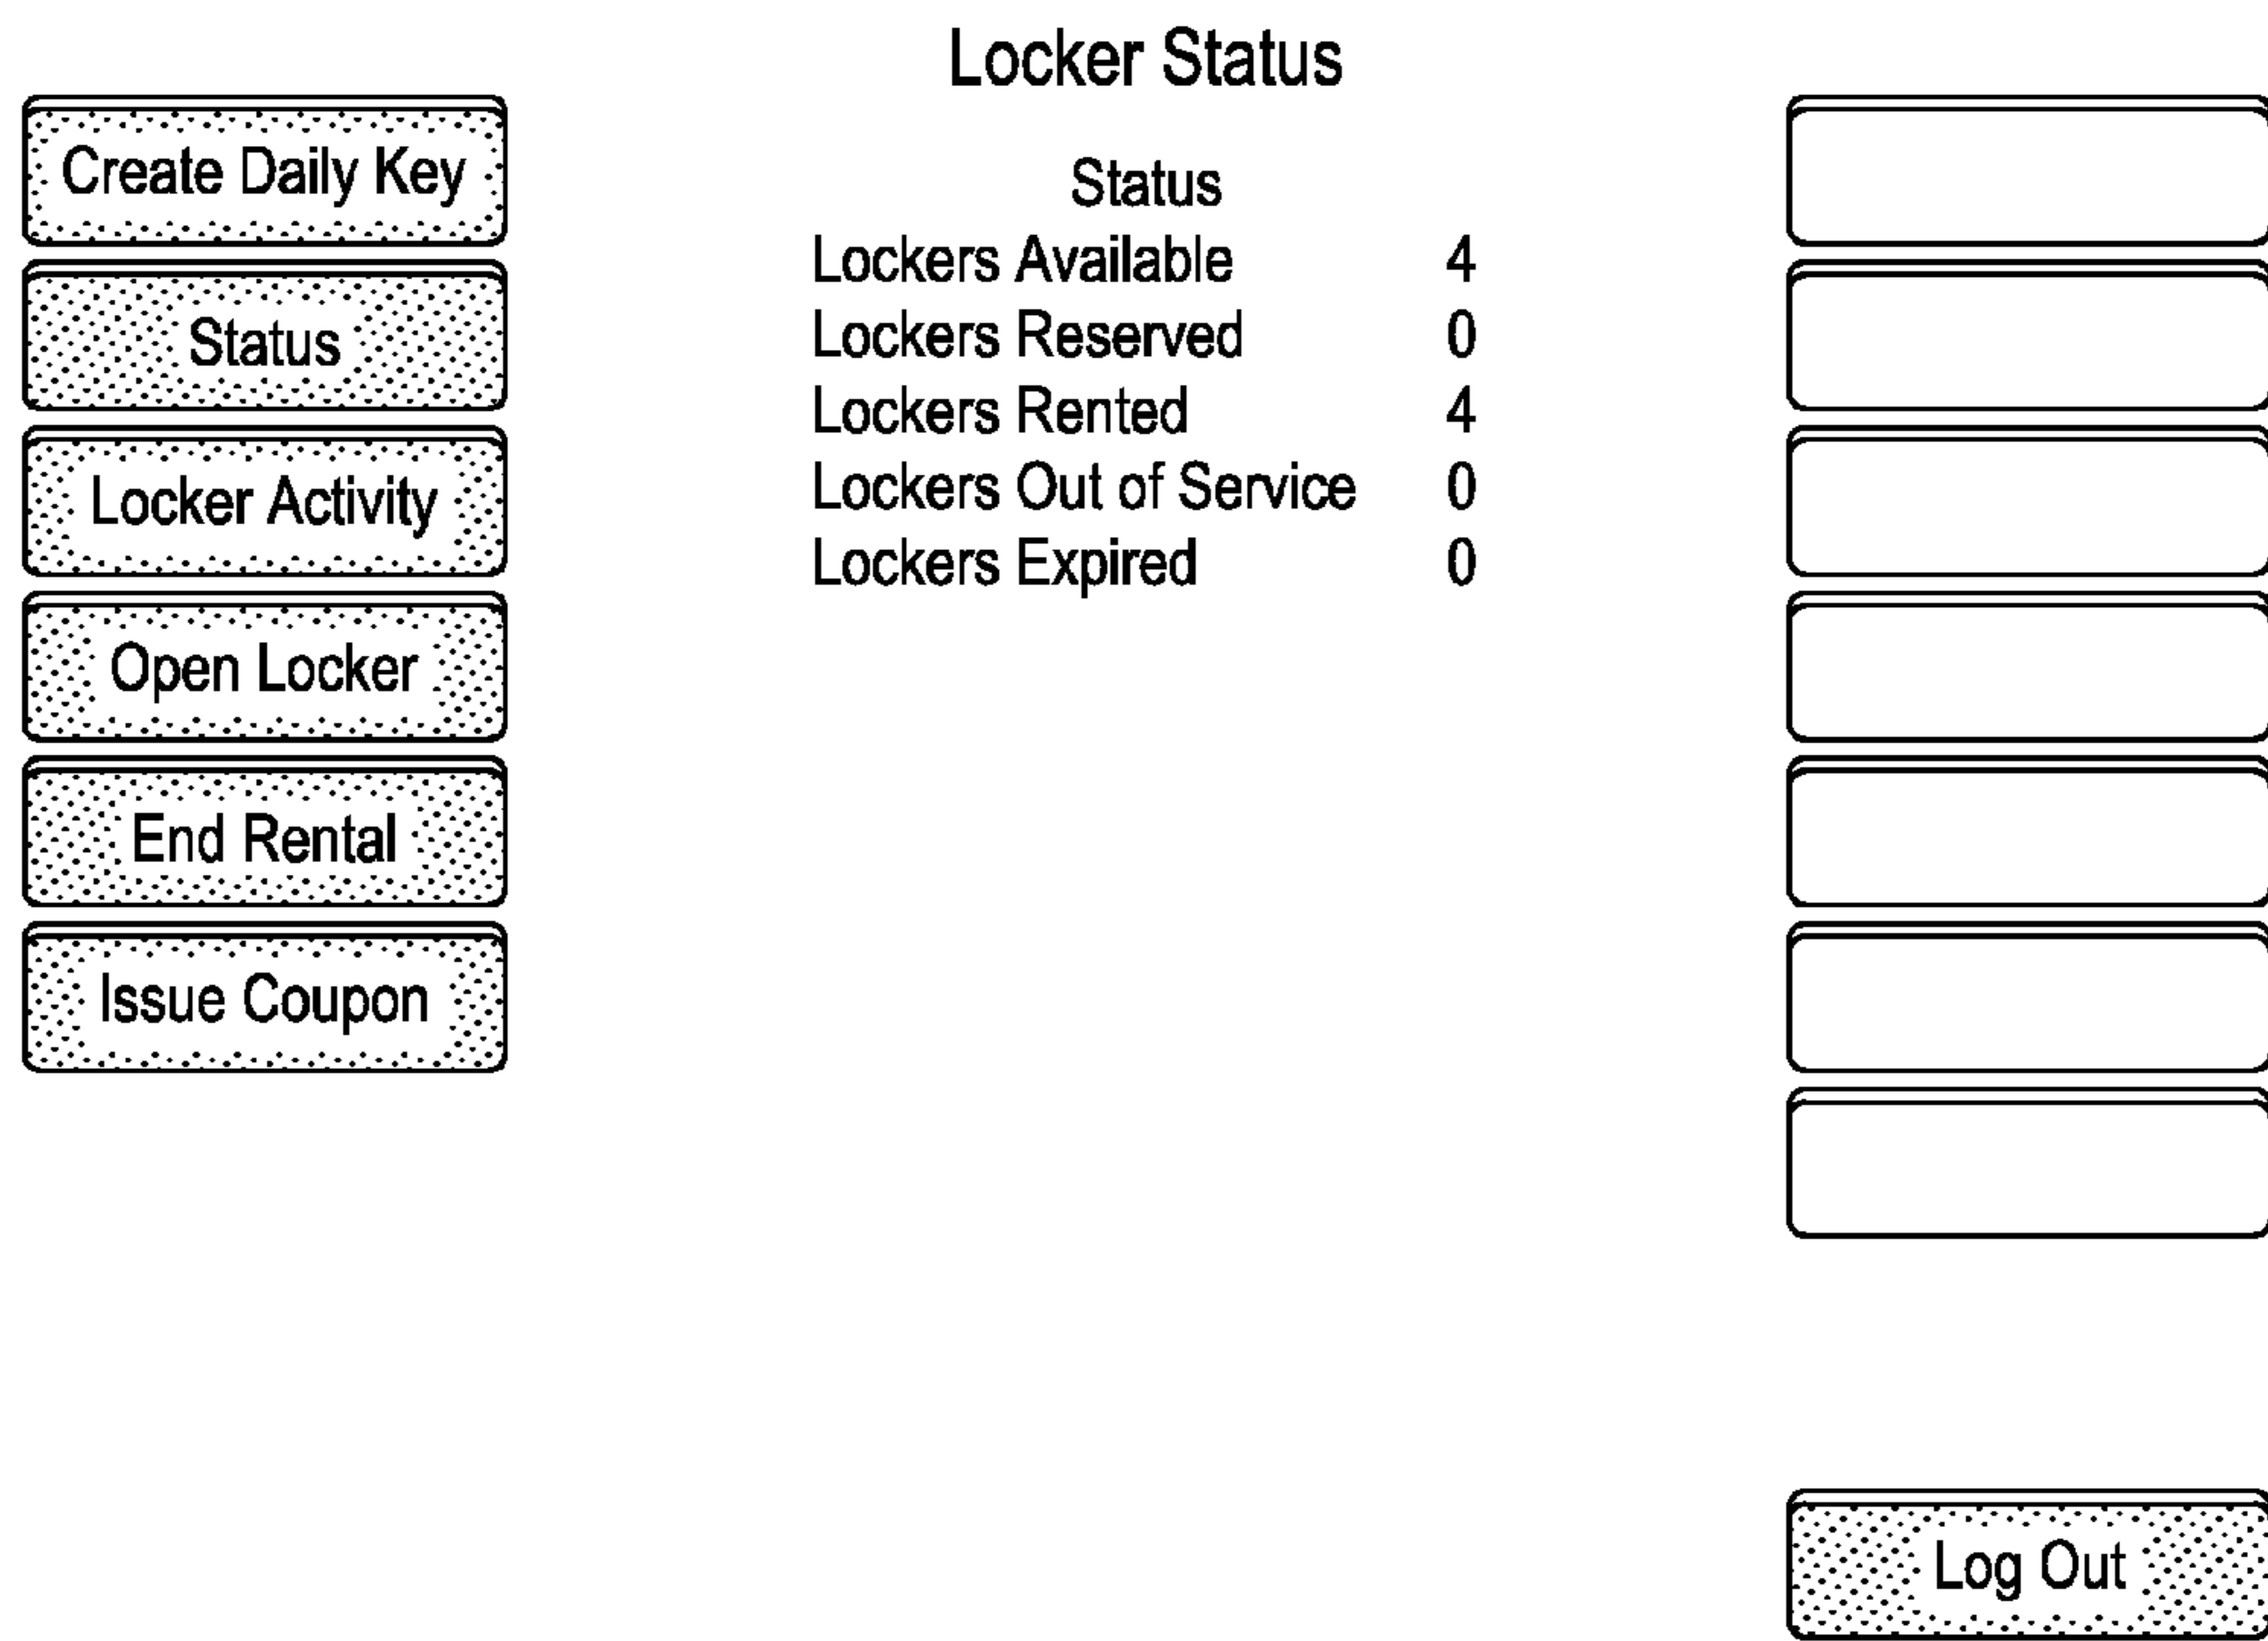 Locker Status
Create Daily Key
Status
Locker Activity
Open Locker
End Rental
Issue Coupon
Status
Lockers Available 4
Lockers Reserved 0
Lockers Rented 4
Lockers Out of Service 0
Lockers Expired 0
Log Out